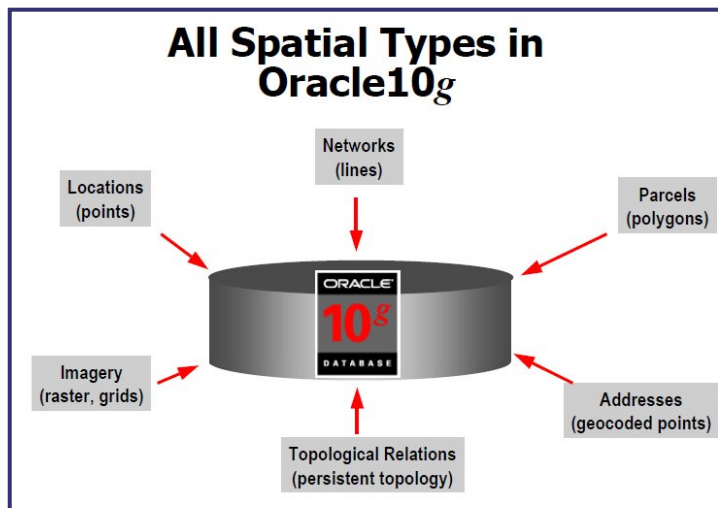 All Spatial Types in
Oracle10g
Networks
(lines)
Locations
(points)
Parcels
(polygons)
ORACLE
10g
DATABASE
Imagery
(raster, grids)
Addresses
(geocoded points)
Topological Relations
(persistent topology)